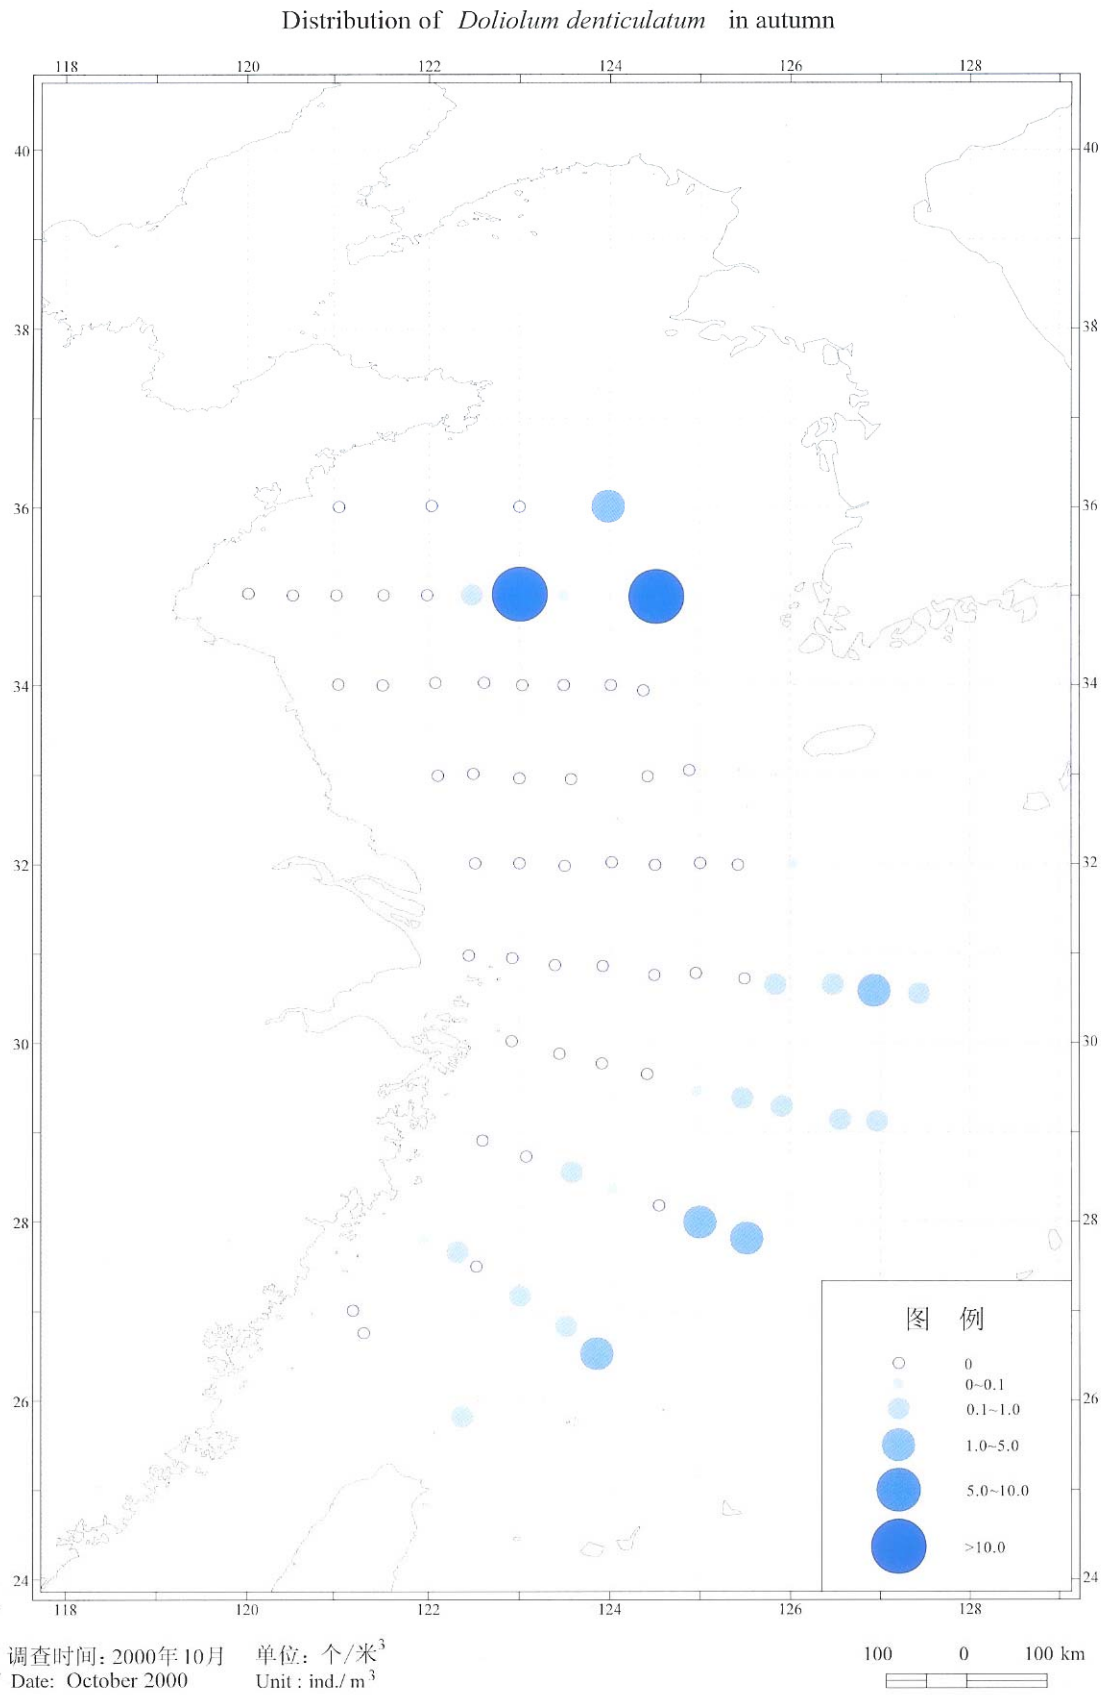 Distribution of Doliolum denticulatum in autumn
118 120 122 124 126 128
40 40
38 38
36 36
34 34
32 32
30 30
28 28
26 26
24 24
图 例
0
0~0.1
0.1~1.0
1.0~5.0
5.0~10.0
>10.0
118 120 122 124 126 128
调查时间: 2000年10月 单位: 个/米3
Date: October 2000 Unit : ind./ m3
100 0 100 km